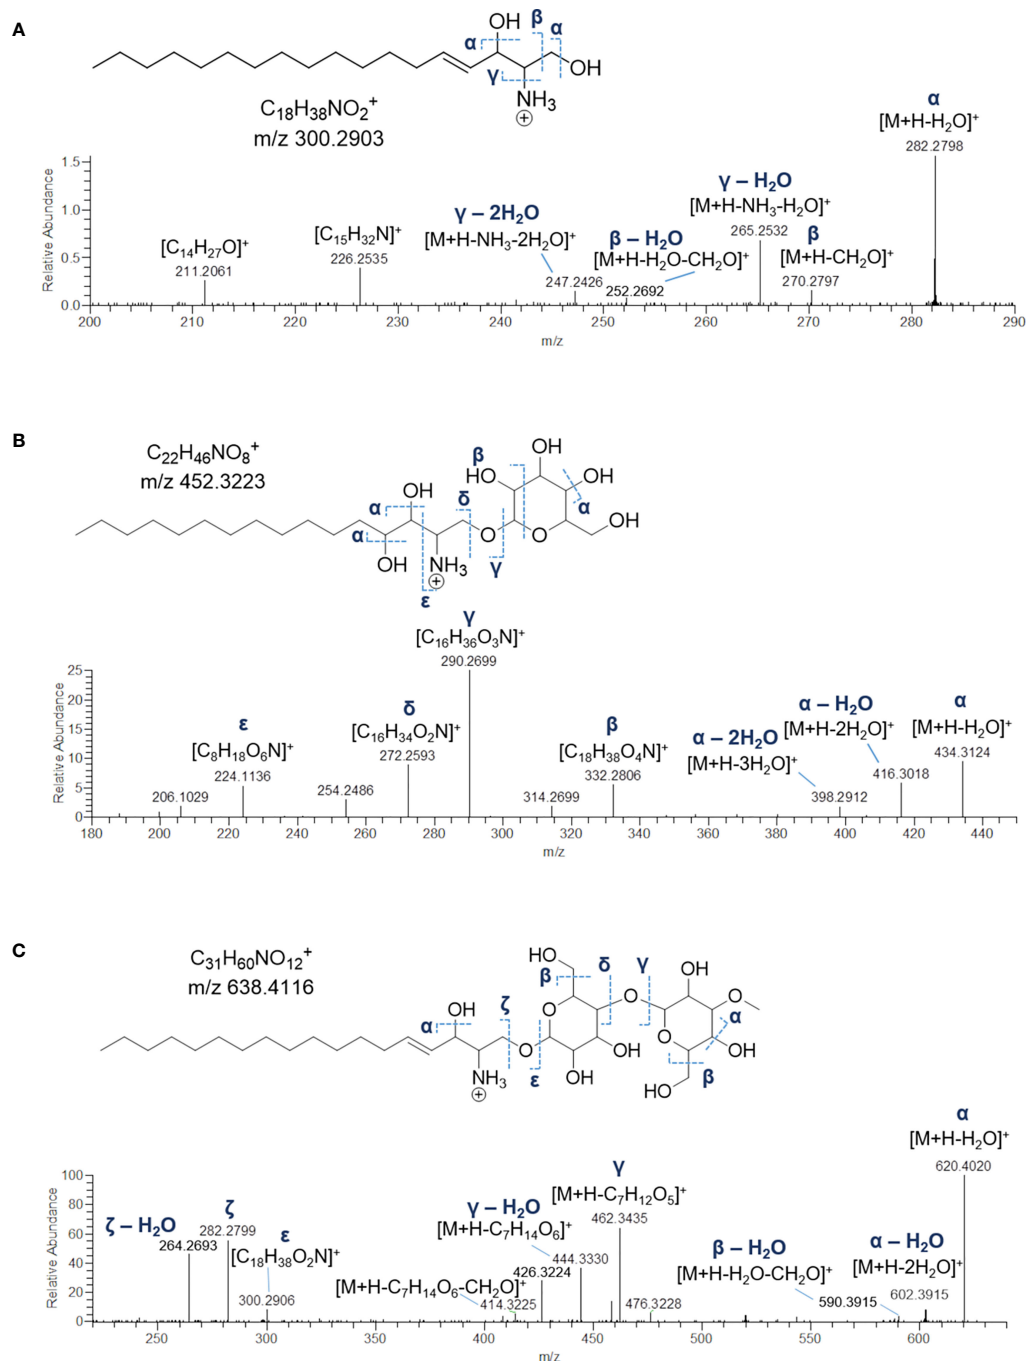 A
OH
β
α
α
γ
OH
NH₃
⊕
C₁₈H₃₈NO₂⁺
m/z 300.2903
α
[M+H-H₂O]⁺
282.2798
γ – H₂O
[M+H-NH₃-H₂O]⁺
265.2532
γ – 2H₂O
[M+H-NH₃-2H₂O]⁺
247.2426
β – H₂O
[M+H-H₂O-CH₂O]⁺
252.2692
β
[M+H-CH₂O]⁺
270.2797
[C₁₅H₃₂N]⁺
226.2535
[C₁₄H₂₇O]⁺
211.2061
Relative Abundance
1.5
1.0
0.5
0.0
200 210 220 230 240 250 260 270 280 290
m/z
B
C₂₂H₄₆NO₈⁺
m/z 452.3223
OH
β
HO
OH
α
OH
α
δ
OH
α
O
O
OH
NH₃
⊕
γ
ε
γ
[C₁₆H₃₆O₃N]⁺
290.2699
ε
[C₈H₁₈O₆N]⁺
224.1136
206.1029
254.2486
δ
[C₁₆H₃₄O₂N]⁺
272.2593
314.2699
β
[C₁₈H₃₈O₄N]⁺
332.2806
α – 2H₂O
[M+H-3H₂O]⁺
398.2912
α – H₂O
[M+H-2H₂O]⁺
416.3018
α
[M+H-H₂O]⁺
434.3124
Relative Abundance
25
20
15
10
5
0
180 200 220 240 260 280 300 320 340 360 380 400 420 440
m/z
C
C₃₁H₆₀NO₁₂⁺
m/z 638.4116
HO
β
δ
γ
OH
O
O
O
α
OH
ζ
α
O
O
OH
OH
OH
NH₃
⊕
ε
HO
β
α
[M+H-H₂O]⁺
620.4020
γ
[M+H-C₇H₁₂O₅]⁺
462.3435
γ – H₂O
[M+H-C₇H₁₄O₆]⁺
444.3330
426.3224
[M+H-C₇H₁₄O₆-CH₂O]⁺
414.3225
476.3228
β – H₂O
[M+H-H₂O-CH₂O]⁺
590.3915
α – H₂O
[M+H-2H₂O]⁺
602.3915
ζ – H₂O
264.2693
ζ
282.2799
ε
[C₁₈H₃₈O₂N]⁺
300.2906
Relative Abundance
100
80
60
40
20
0
250 300 350 400 450 500 550 600
m/z